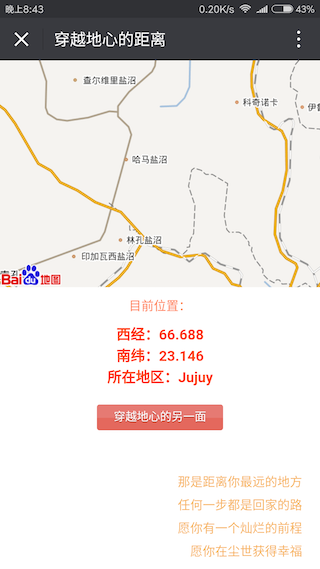 晚上8:43
0.20K/s
43%
穿越地心的距离
查尔维里盐沼
科奇诺卡
哈马盐沼
林孔盐沼
印加瓦西盐沼
Bai du 地图
目前位置：
西经：66.688
南纬：23.146
所在地区：Jujuy
穿越地心的另一面
那是距离你最远的地方
任何一步都是回家的路
愿你有一个灿烂的前程
愿你在尘世获得幸福